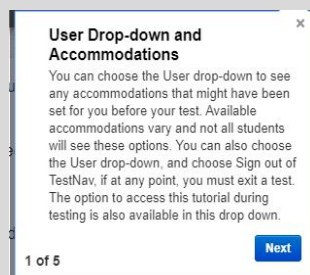 User Drop-down and
Accommodations
You can choose the User drop-down to see
any accommodations that might have been
set for you before your test. Available
accommodations vary and not all students
will see these options. You can also choose
the User drop-down, and choose Sign out of
TestNav, if at any point, you must exit a test.
The option to access this tutorial during
testing is also available in this drop down.
Next
1 of 5